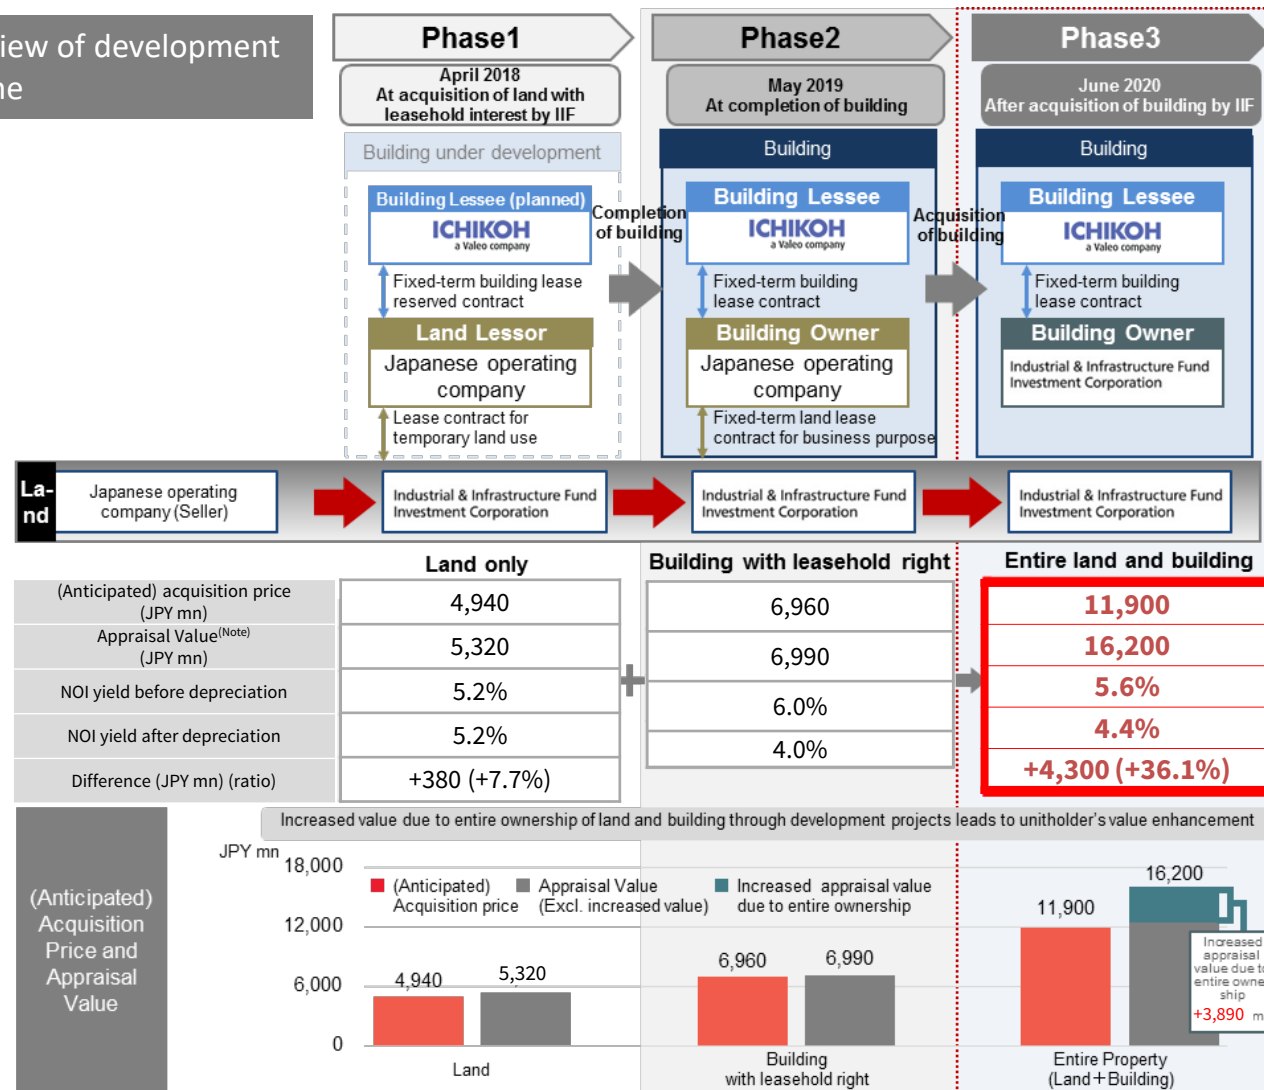 view of development
Phase1
Phase2
Phase3
April 2018
At acquisition of land with
leasehold interest by IIF
May 2019
At completion of building
June 2020
After acquisition of building by IIF
Building under development
Building
Building
Building Lessee (planned)
ICHIKOH
a Valeo company
Completion
of building
Building Lessee
ICHIKOH
a Valeo company
Acquisition
of building
Building Lessee
ICHIKOH
a Valeo company
Fixed-term building lease
reserved contract
Fixed-term building
lease contract
Fixed-term building
lease contract
Land Lessor
Japanese operating
company
Building Owner
Japanese operating
company
Building Owner
Industrial & Infrastructure Fund
Investment Corporation
Lease contract for
temporary land use
Fixed-term land lease
contract for business purpose
La-
nd
Japanese operating
company (Seller)
Industrial & Infrastructure Fund
Investment Corporation
Industrial & Infrastructure Fund
Investment Corporation
Industrial & Infrastructure Fund
Investment Corporation
Land only
Building with leasehold right
Entire land and building
(Anticipated) acquisition price
(JPY mn)
4,940
6,960
11,900
Appraisal Value(Note)
(JPY mn)
5,320
6,990
16,200
NOI yield before depreciation
5.2%
6.0%
5.6%
NOI yield after depreciation
5.2%
4.0%
4.4%
Difference (JPY mn) (ratio)
+380 (+7.7%)
+4,300 (+36.1%)
Increased value due to entire ownership of land and building through development projects leads to unitholder's value enhancement
(Anticipated)
Acquisition
Price and
Appraisal
Value
JPY mn
18,000
12,000
6,000
0
(Anticipated)
Acquisition price
Appraisal Value
(Excl. increased value)
Increased appraisal value
due to entire ownership
4,940
5,320
6,960
6,990
11,900
16,200
Increased
appraisal
value due to
entire owner
ship
+3,890
Land
Building
with leasehold right
Entire Property
(Land+Building)